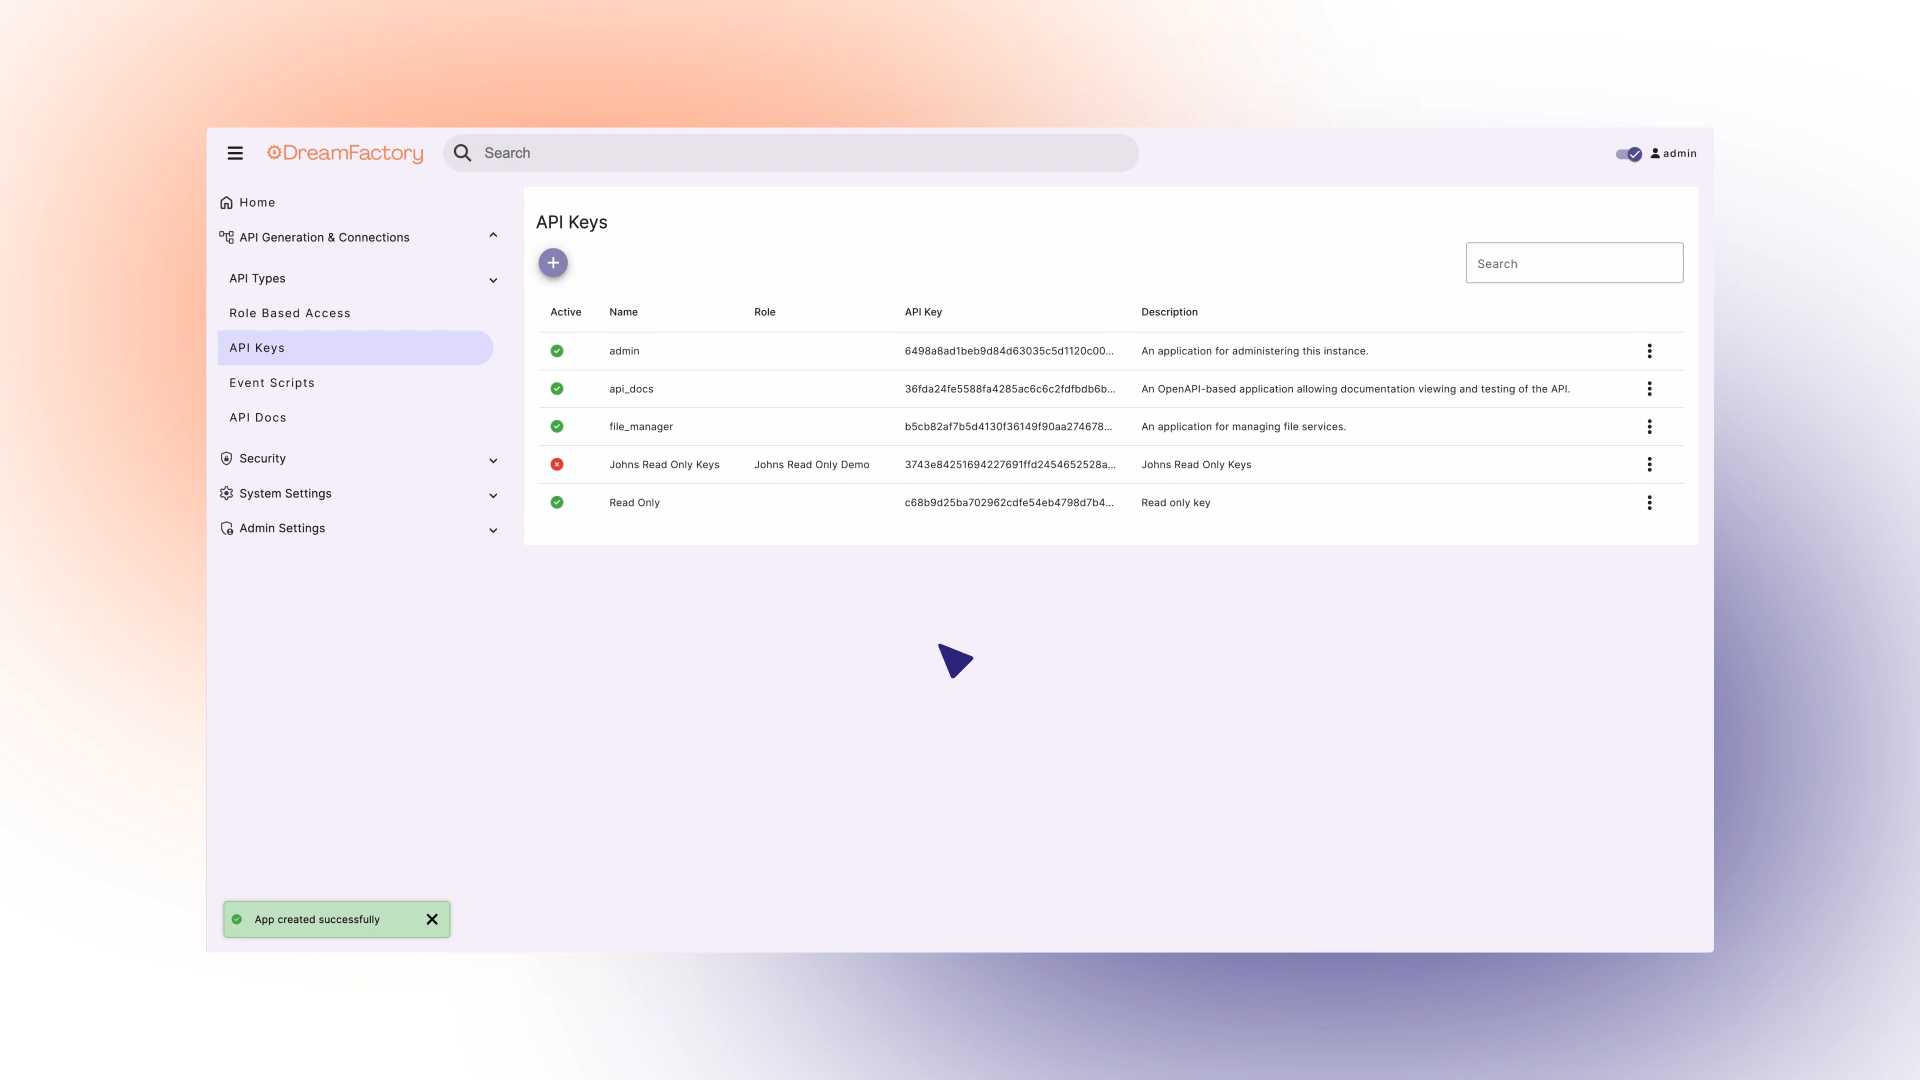 DreamFactory
Search
admin
Home
API Generation & Connections
API Types
Role Based Access
API Keys
Event Scripts
API Docs
Security
System Settings
Admin Settings
API Keys
Search
Active Name Role API Key Description
admin 6498a8ad1beb9d84d63035c5d1120c00... An application for administering this instance.
api_docs 36fda24fe5588fa4285ac6c6c2fdfbdb6b... An OpenAPI-based application allowing documentation viewing and testing of the API.
file_manager b5cb82af7b5d4130f36149f90aa274678... An application for managing file services.
Johns Read Only Keys Johns Read Only Demo 3743e84251694227691ffd2454652528a... Johns Read Only Keys
Read Only c68b9d25ba702962cdfe54eb4798d7b4... Read only key
App created successfully